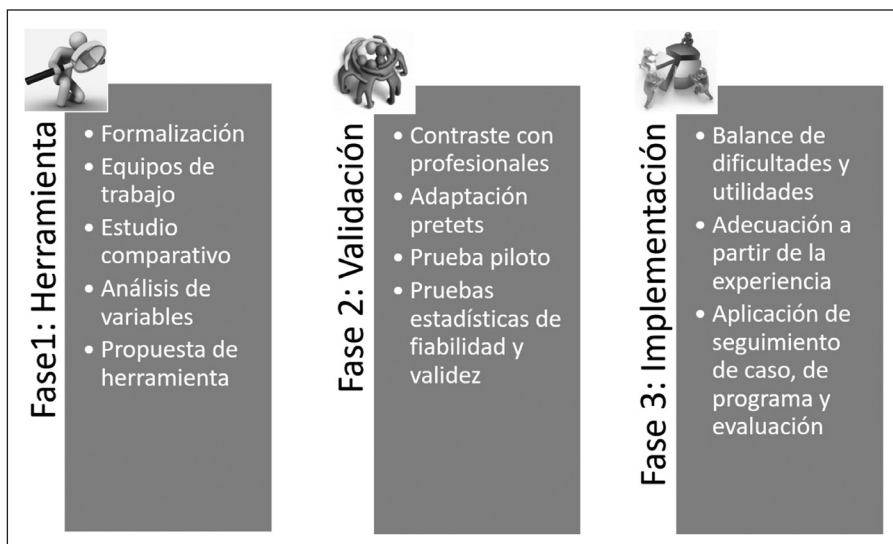 Fase1: Herramienta
• Formalización
• Equipos de
trabajo
• Estudio
comparativo
• Análisis de
variables
• Propuesta de
herramienta
Fase 2: Validación
• Contraste con
profesionales
• Adaptación
pretets
• Prueba piloto
• Pruebas
estadísticas de
fiabilidad y
validez
Fase 3: Implementación
• Balance de
dificultades y
utilidades
• Adecuación a
partir de la
experiencia
• Aplicación de
seguimiento
de caso, de
programa y
evaluación